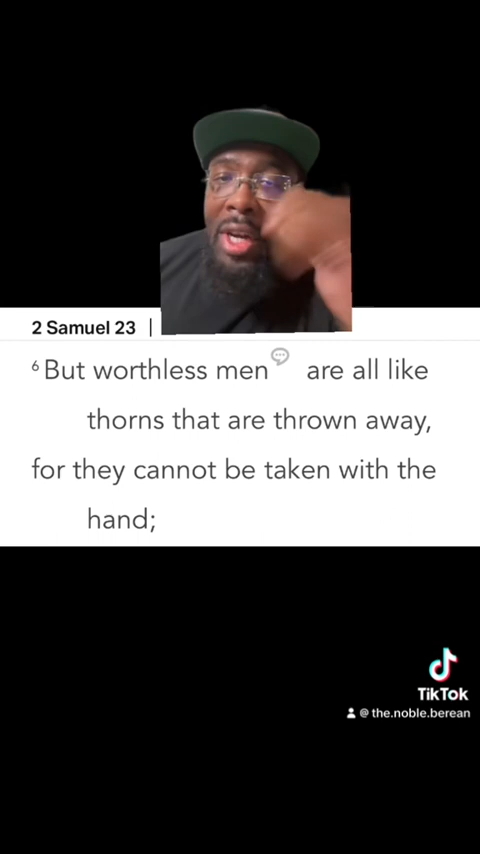 2 Samuel 23 |
6 But worthless men are all like
thorns that are thrown away,
for they cannot be taken with the
hand;
TikTok
@ the.noble.berean